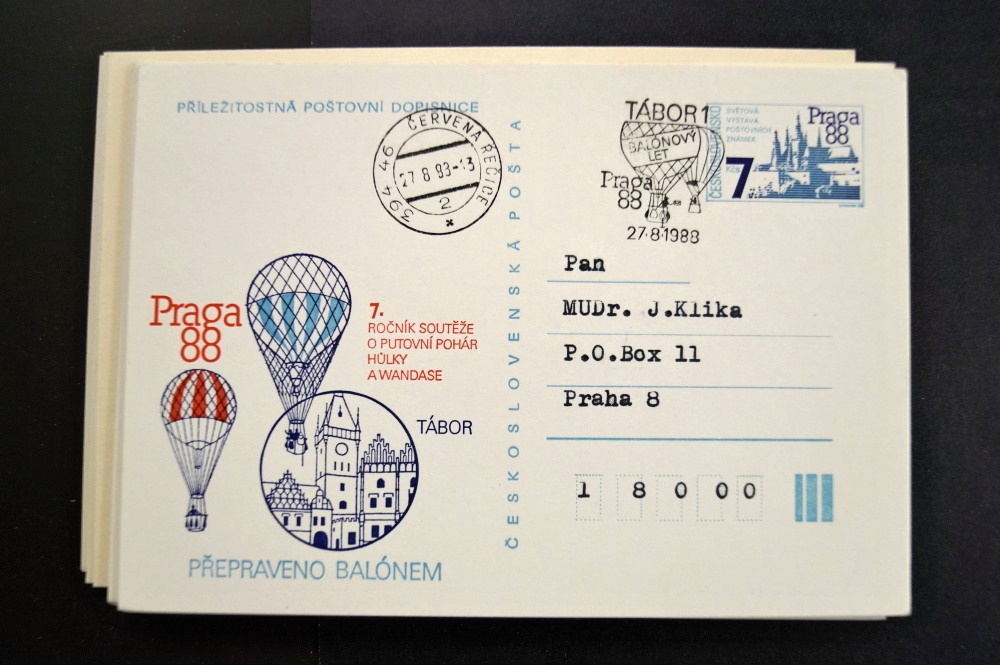 PŘÍLEŽITOSTNÁ POŠTOVNÍ DOPISNICE
394 46 ČERVENÁ ŘEČICE
27.8.93-13
2
TÁBOR 1
BALÓNOVÝ
LET
Praga
88
27.8.1988
ČESKOSLOVENSKO
SVĚTOVÁ
VÝSTAVA
POŠTOVNÍCH
ZNÁMEK
Praga
88
Kčs
7
Praga
88
7.
ROČNÍK SOUTĚŽE
O PUTOVNÍ POHÁR
HŮLKY
A WANDASE
TÁBOR
PŘEPRAVENO BALÓNEM
ČESKOSLOVENSKÁ POŠTA
Pan
MUDr. J.Klika
P.O.Box 11
Praha 8
1 8 0 0 0